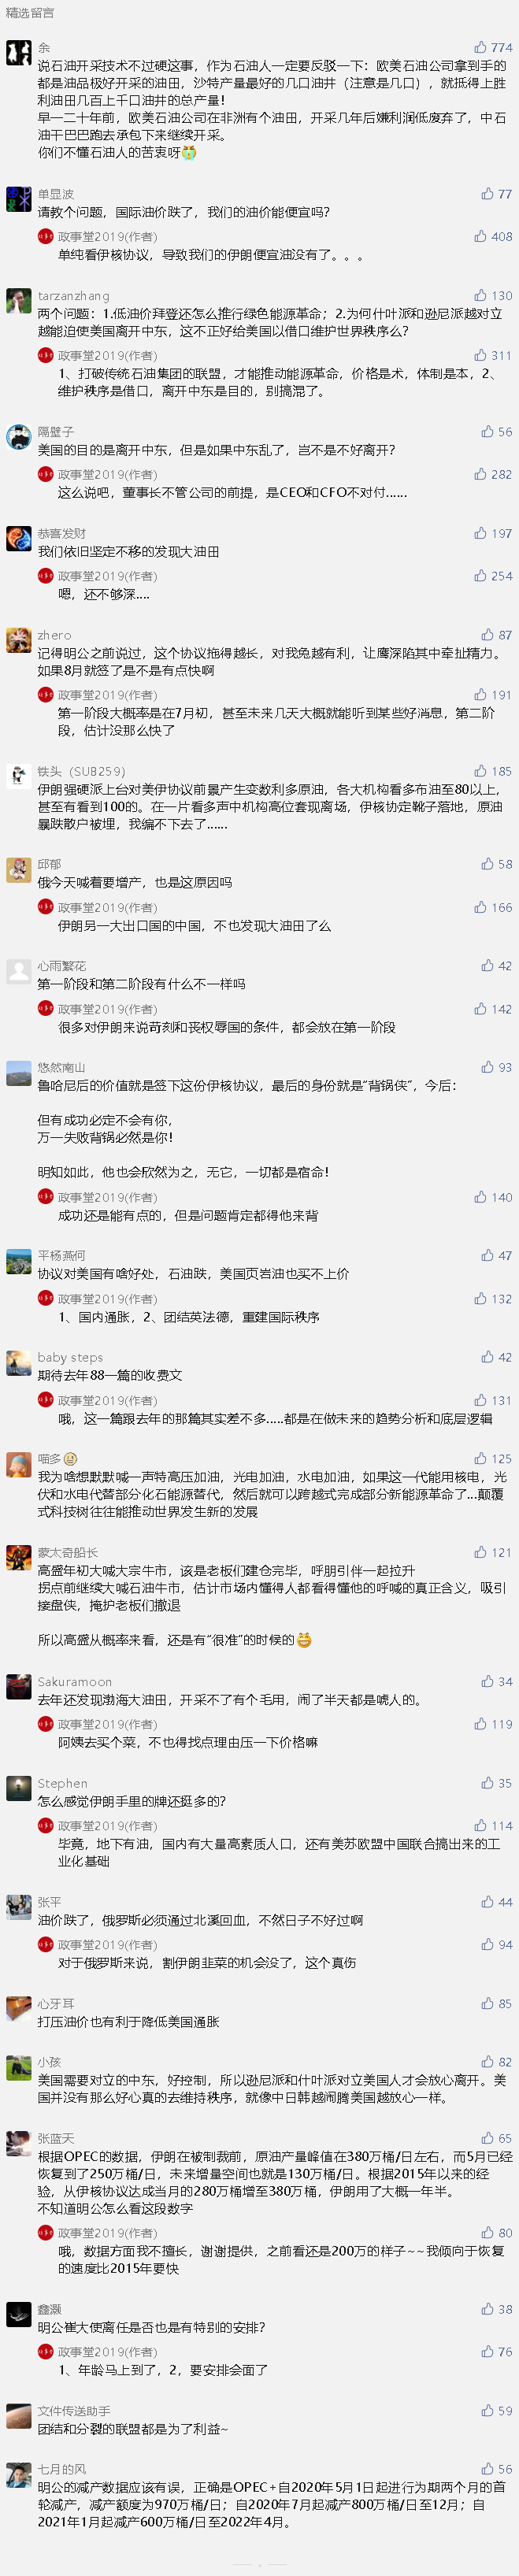 精选留言
余
774
说石油开采技术不过硬这事，作为石油人一定要反驳一下：欧美石油公司拿到手的
都是油品极好开采的油田，沙特产量最好的几口油井（注意是几口），就抵得上胜
利油田几百上千口油井的总产量！
早一二十年前，欧美石油公司在非洲有个油田，开采几年后嫌利润低废弃了，中石
油干巴巴跑去承包下来继续开采。
你们不懂石油人的苦衷呀😭
单显波
77
请教个问题，国际油价跌了，我们的油价能便宜吗？
政事堂2019(作者)
408
单纯看伊核协议，导致我们的伊朗便宜油没有了。。。
tarzanzhang
130
两个问题：1.低油价拜登还怎么推行绿色能源革命；2.为何什叶派和逊尼派越对立
越能迫使美国离开中东，这不正好给美国以借口维护世界秩序么？
政事堂2019(作者)
311
1、打破传统石油集团的联盟，才能推动能源革命，价格是术，体制是本，2、
维护秩序是借口，离开中东是目的，别搞混了。
隔壁子
56
美国的目的是离开中东，但是如果中东乱了，岂不是不好离开？
政事堂2019(作者)
282
这么说吧，董事长不管公司的前提，是CEO和CFO不对付……
恭喜发财
197
我们依旧坚定不移的发现大油田
政事堂2019(作者)
254
嗯，还不够深....
zhero
87
记得明公之前说过，这个协议拖得越长，对我兔越有利，让鹰深陷其中牵扯精力。
如果8月就签了是不是有点快啊
政事堂2019(作者)
191
第一阶段大概率是在7月初，甚至未来几天大概就能听到某些好消息，第二阶
段，估计没那么快了
铁头（SUB259）
185
伊朗强硬派上台对美伊协议前景产生变数利多原油，各大机构看多布油至80以上，
甚至有看到100的。在一片看多声中机构高位套现离场，伊核协定靴子落地，原油
暴跌散户被埋，我编不下去了……
邱郁
58
俄今天喊着要增产，也是这原因吗
政事堂2019(作者)
166
伊朗另一大出口国的中国，不也发现大油田了么
心雨繁花
42
第一阶段和第二阶段有什么不一样吗
政事堂2019(作者)
142
很多对伊朗来说苛刻和丧权辱国的条件，都会放在第一阶段
悠然南山
93
鲁哈尼后的价值就是签下这份伊核协议，最后的身份就是“背锅侠”，今后：
但有成功必定不会有你，
万一失败背锅必然是你！
明知如此，他也会欣然为之，无它，一切都是宿命！
政事堂2019(作者)
140
成功还是能有点的，但是问题肯定都得他来背
平杨燕何
47
协议对美国有啥好处，石油跌，美国页岩油也买不上价
政事堂2019(作者)
132
1、国内通胀，2、团结英法德，重建国际秩序
baby steps
42
期待去年88一篇的收费文
政事堂2019(作者)
131
哦，这一篇跟去年的那篇其实差不多.....都是在做未来的趋势分析和底层逻辑
喵多
125
我为啥想默默喊一声特高压加油，光电加油，水电加油，如果这一代能用核电，光
伏和水电代替部分化石能源替代，然后就可以跨越式完成部分新能源革命了...颠覆
式科技树往往能推动世界发生新的发展
蒙太奇船长
121
高盛年初大喊大宗牛市，该是老板们建仓完毕，呼朋引伴一起拉升
拐点前继续大喊石油牛市，估计市场内懂得人都看得懂他的呼喊的真正含义，吸引
接盘侠，掩护老板们撤退
所以高盛从概率来看，还是有“很准”的时候的😄
Sakuramoon
34
去年还发现渤海大油田，开采不了有个毛用，闹了半天都是唬人的。
政事堂2019(作者)
119
阿姨去买个菜，不也得找点理由压一下价格嘛
Stephen
35
怎么感觉伊朗手里的牌还挺多的？
政事堂2019(作者)
114
毕竟，地下有油，国内有大量高素质人口，还有美苏欧盟中国联合搞出来的工
业化基础
张平
44
油价跌了，俄罗斯必须通过北溪回血，不然日子不好过啊
政事堂2019(作者)
94
对于俄罗斯来说，割伊朗韭菜的机会没了，这个真伤
心牙耳
85
打压油价也有利于降低美国通胀
小孩
82
美国需要对立的中东，好控制，所以逊尼派和什叶派对立美国人才会放心离开。美
国并没有那么好心真的去维持秩序，就像中日韩越闹腾美国越放心一样。
张蓝天
65
根据OPEC的数据，伊朗在被制裁前，原油产量峰值在380万桶/日左右，而5月已经
恢复到了250万桶/日，未来增量空间也就是130万桶/日。根据2015年以来的经
验，从伊核协议达成当月的280万桶增至380万桶，伊朗用了大概一年半。
不知道明公怎么看这段数字
政事堂2019(作者)
80
哦，数据方面我不擅长，谢谢提供，之前看还是200万的样子~~我倾向于恢复
的速度比2015年要快
鑫灏
38
明公崔大使离任是否也是有特别的安排？
政事堂2019(作者)
76
1、年龄马上到了，2，要安排会面了
文件传送助手
59
团结和分裂的联盟都是为了利益~
七月的风
56
明公的减产数据应该有误，正确是OPEC+自2020年5月1日起进行为期两个月的首
轮减产，减产额度为970万桶/日；自2020年7月起减产800万桶/日至12月；自
2021年1月起减产600万桶/日至2022年4月。